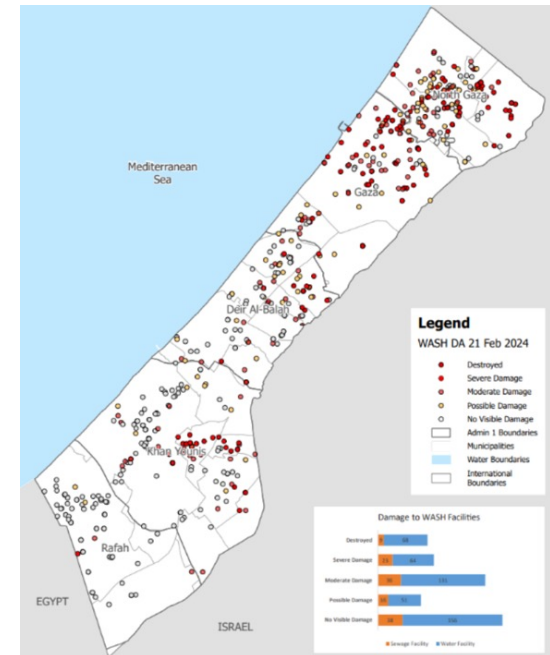 North Gaza
Mediterranean
Sea
Gaza
Deir Al-Balah
Khan Younis
Rafah
EGYPT
ISRAEL
Legend
WASH DA 21 Feb 2024
Destroyed
Severe Damage
Moderate Damage
Possible Damage
No Visible Damage
Admin 1 Boundaries
Municipalities
Water Boundaries
International
Boundaries
Damage to WASH Facilities
Destroyed
Severe Damage
Moderate Damage
Possible Damage
No Visible Damage
Sewage Facility
Water Facility